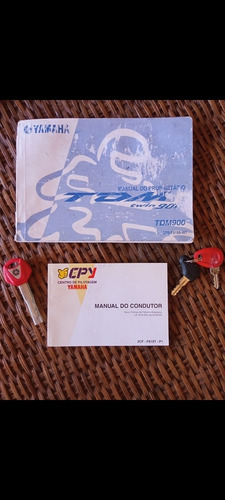 YAMAHA
MANUAL DO PROPRIETÁRIO
TDM
twin 900
TDM900
CPY
CENTRO DE PILOTAGEM
YAMAHA
MANUAL DO CONDUTOR